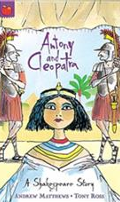 Antony
and
Cleopatra
A Shakespeare Story
ANDREW MATTHEWS • TONY ROSS